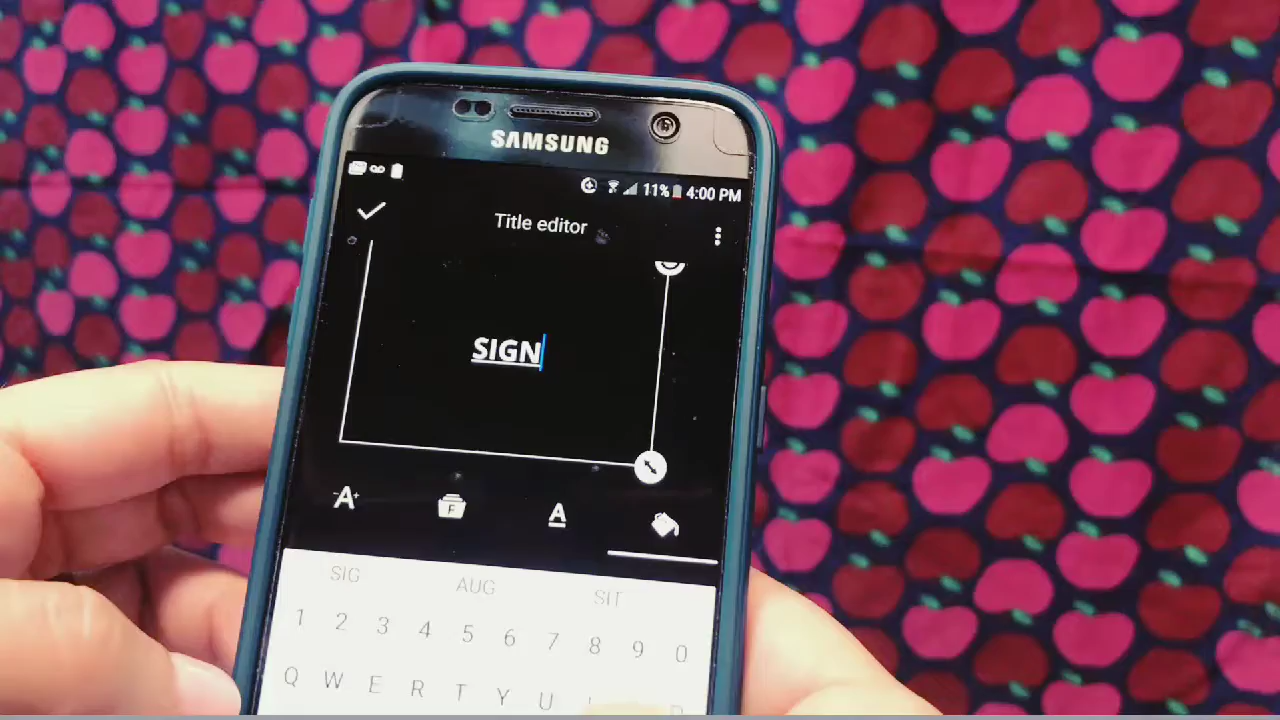 SAMSUNG
11% 4:00 PM
Title editor
SIGN
A
F
A
SIG AUG SIT
1 2 3 4 5 6 7 8 9 0
Q W E R T Y U